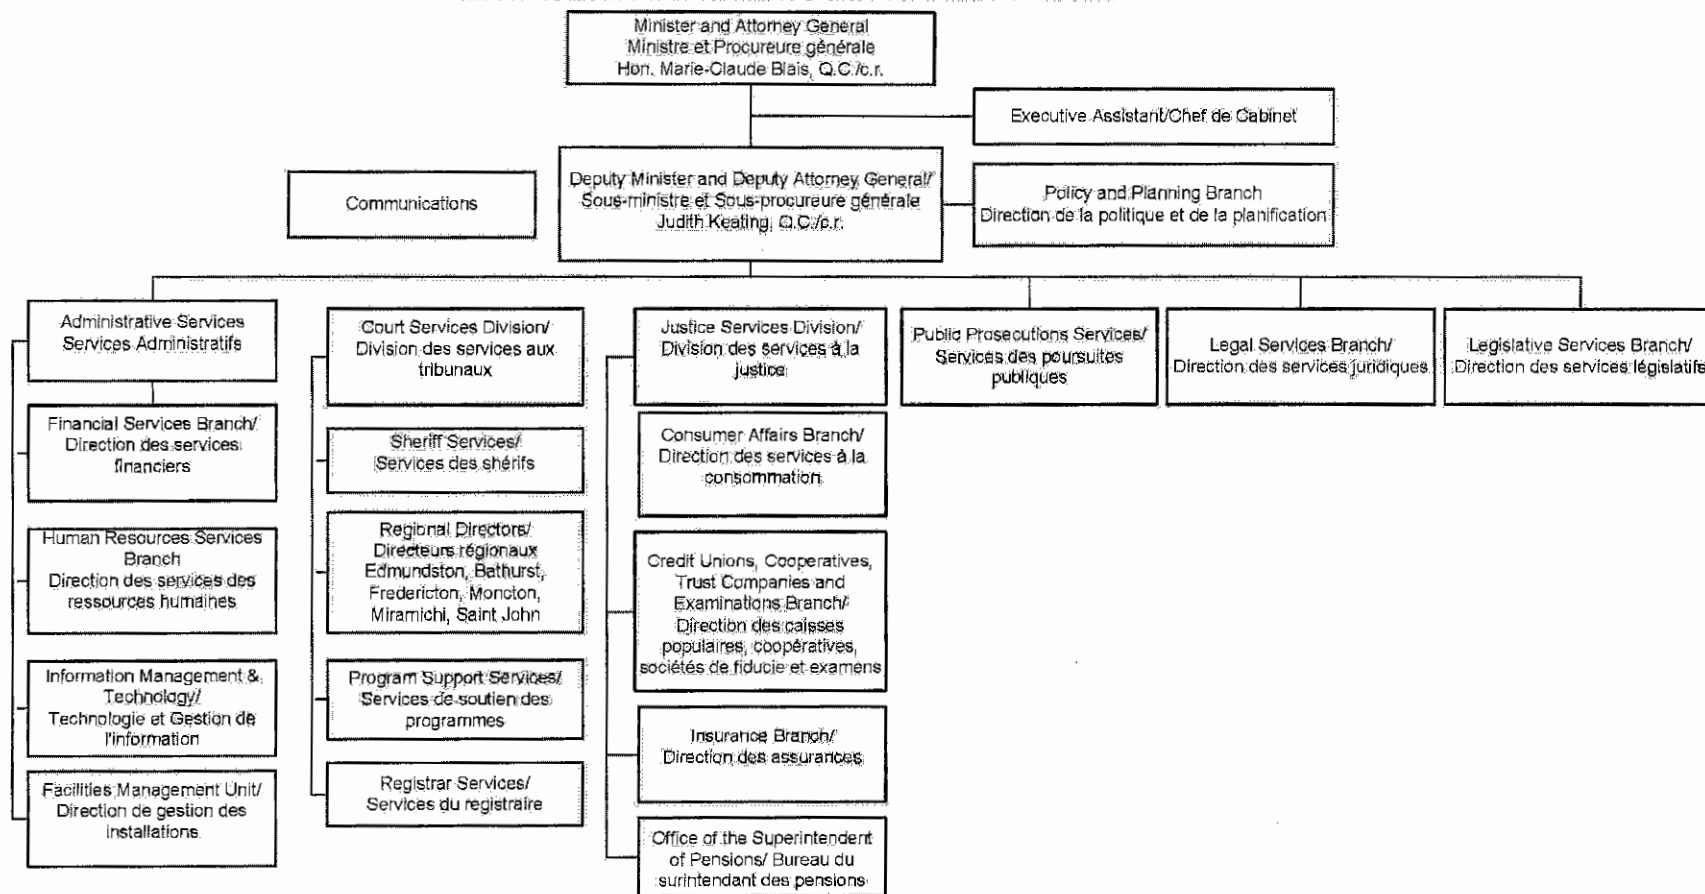 Minister and Attorney General
Ministre et Procureure générale
Hon. Marie-Claude Blais, Q.C./c.r.
Executive Assistant/Chef de Cabinet
Communications
Deputy Minister and Deputy Attorney General/
Sous-ministre et Sous-procureure générale
Judith Keating, Q.C./c.r.
Policy and Planning Branch
Direction de la politique et de la planification
Administrative Services
Services Administratifs
Financial Services Branch/
Direction des services
financiers
Human Resources Services
Branch
Direction des services des
ressources humaines
Information Management &
Technology/
Technologie et Gestion de
l'information
Facilities Management Unit/
Direction de gestion des
installations
Court Services Division/
Division des services aux
tribunaux
Sheriff Services/
Services des shérifs
Regional Directors/
Directeurs régionaux
Edmundston, Bathurst,
Fredericton, Moncton,
Miramichi, Saint John
Program Support Services/
Services de soutien des
programmes
Registrar Services/
Services du registraire
Justice Services Division/
Division des services à la
justice
Consumer Affairs Branch/
Direction des services à la
consommation
Credit Unions, Cooperatives,
Trust Companies and
Examinations Branch/
Direction des caisses
populaires, coopératives,
sociétés de fiducie et examens
Insurance Branch/
Direction des assurances
Office of the Superintendent
of Pensions/ Bureau du
surintendant des pensions
Public Prosecutions Services/
Services des poursuites
publiques
Legal Services Branch/
Direction des services juridiques
Legislative Services Branch/
Direction des services législatifs